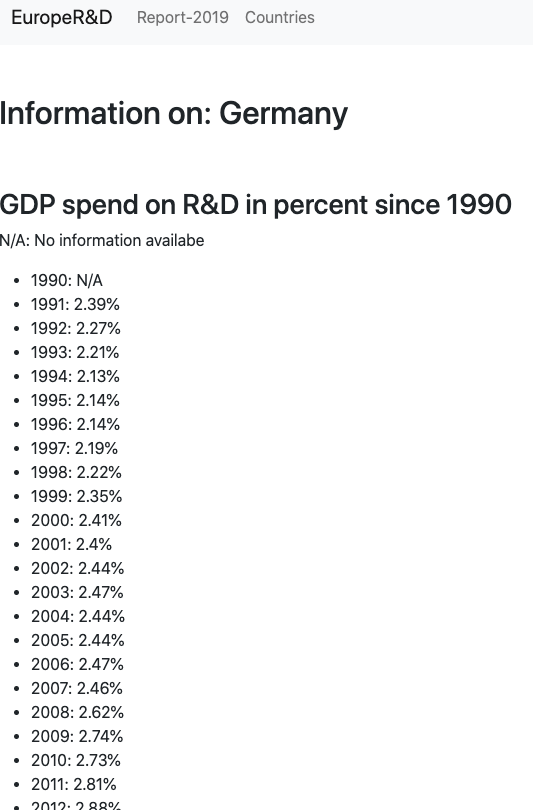 EuropeR&D Report-2019 Countries
Information on: Germany
GDP spend on R&D in percent since 1990
N/A: No information availabe
• 1990: N/A
• 1991: 2.39%
• 1992: 2.27%
• 1993: 2.21%
• 1994: 2.13%
• 1995: 2.14%
• 1996: 2.14%
• 1997: 2.19%
• 1998: 2.22%
• 1999: 2.35%
• 2000: 2.41%
• 2001: 2.4%
• 2002: 2.44%
• 2003: 2.47%
• 2004: 2.44%
• 2005: 2.44%
• 2006: 2.47%
• 2007: 2.46%
• 2008: 2.62%
• 2009: 2.74%
• 2010: 2.73%
• 2011: 2.81%
• 2012: 2.88%